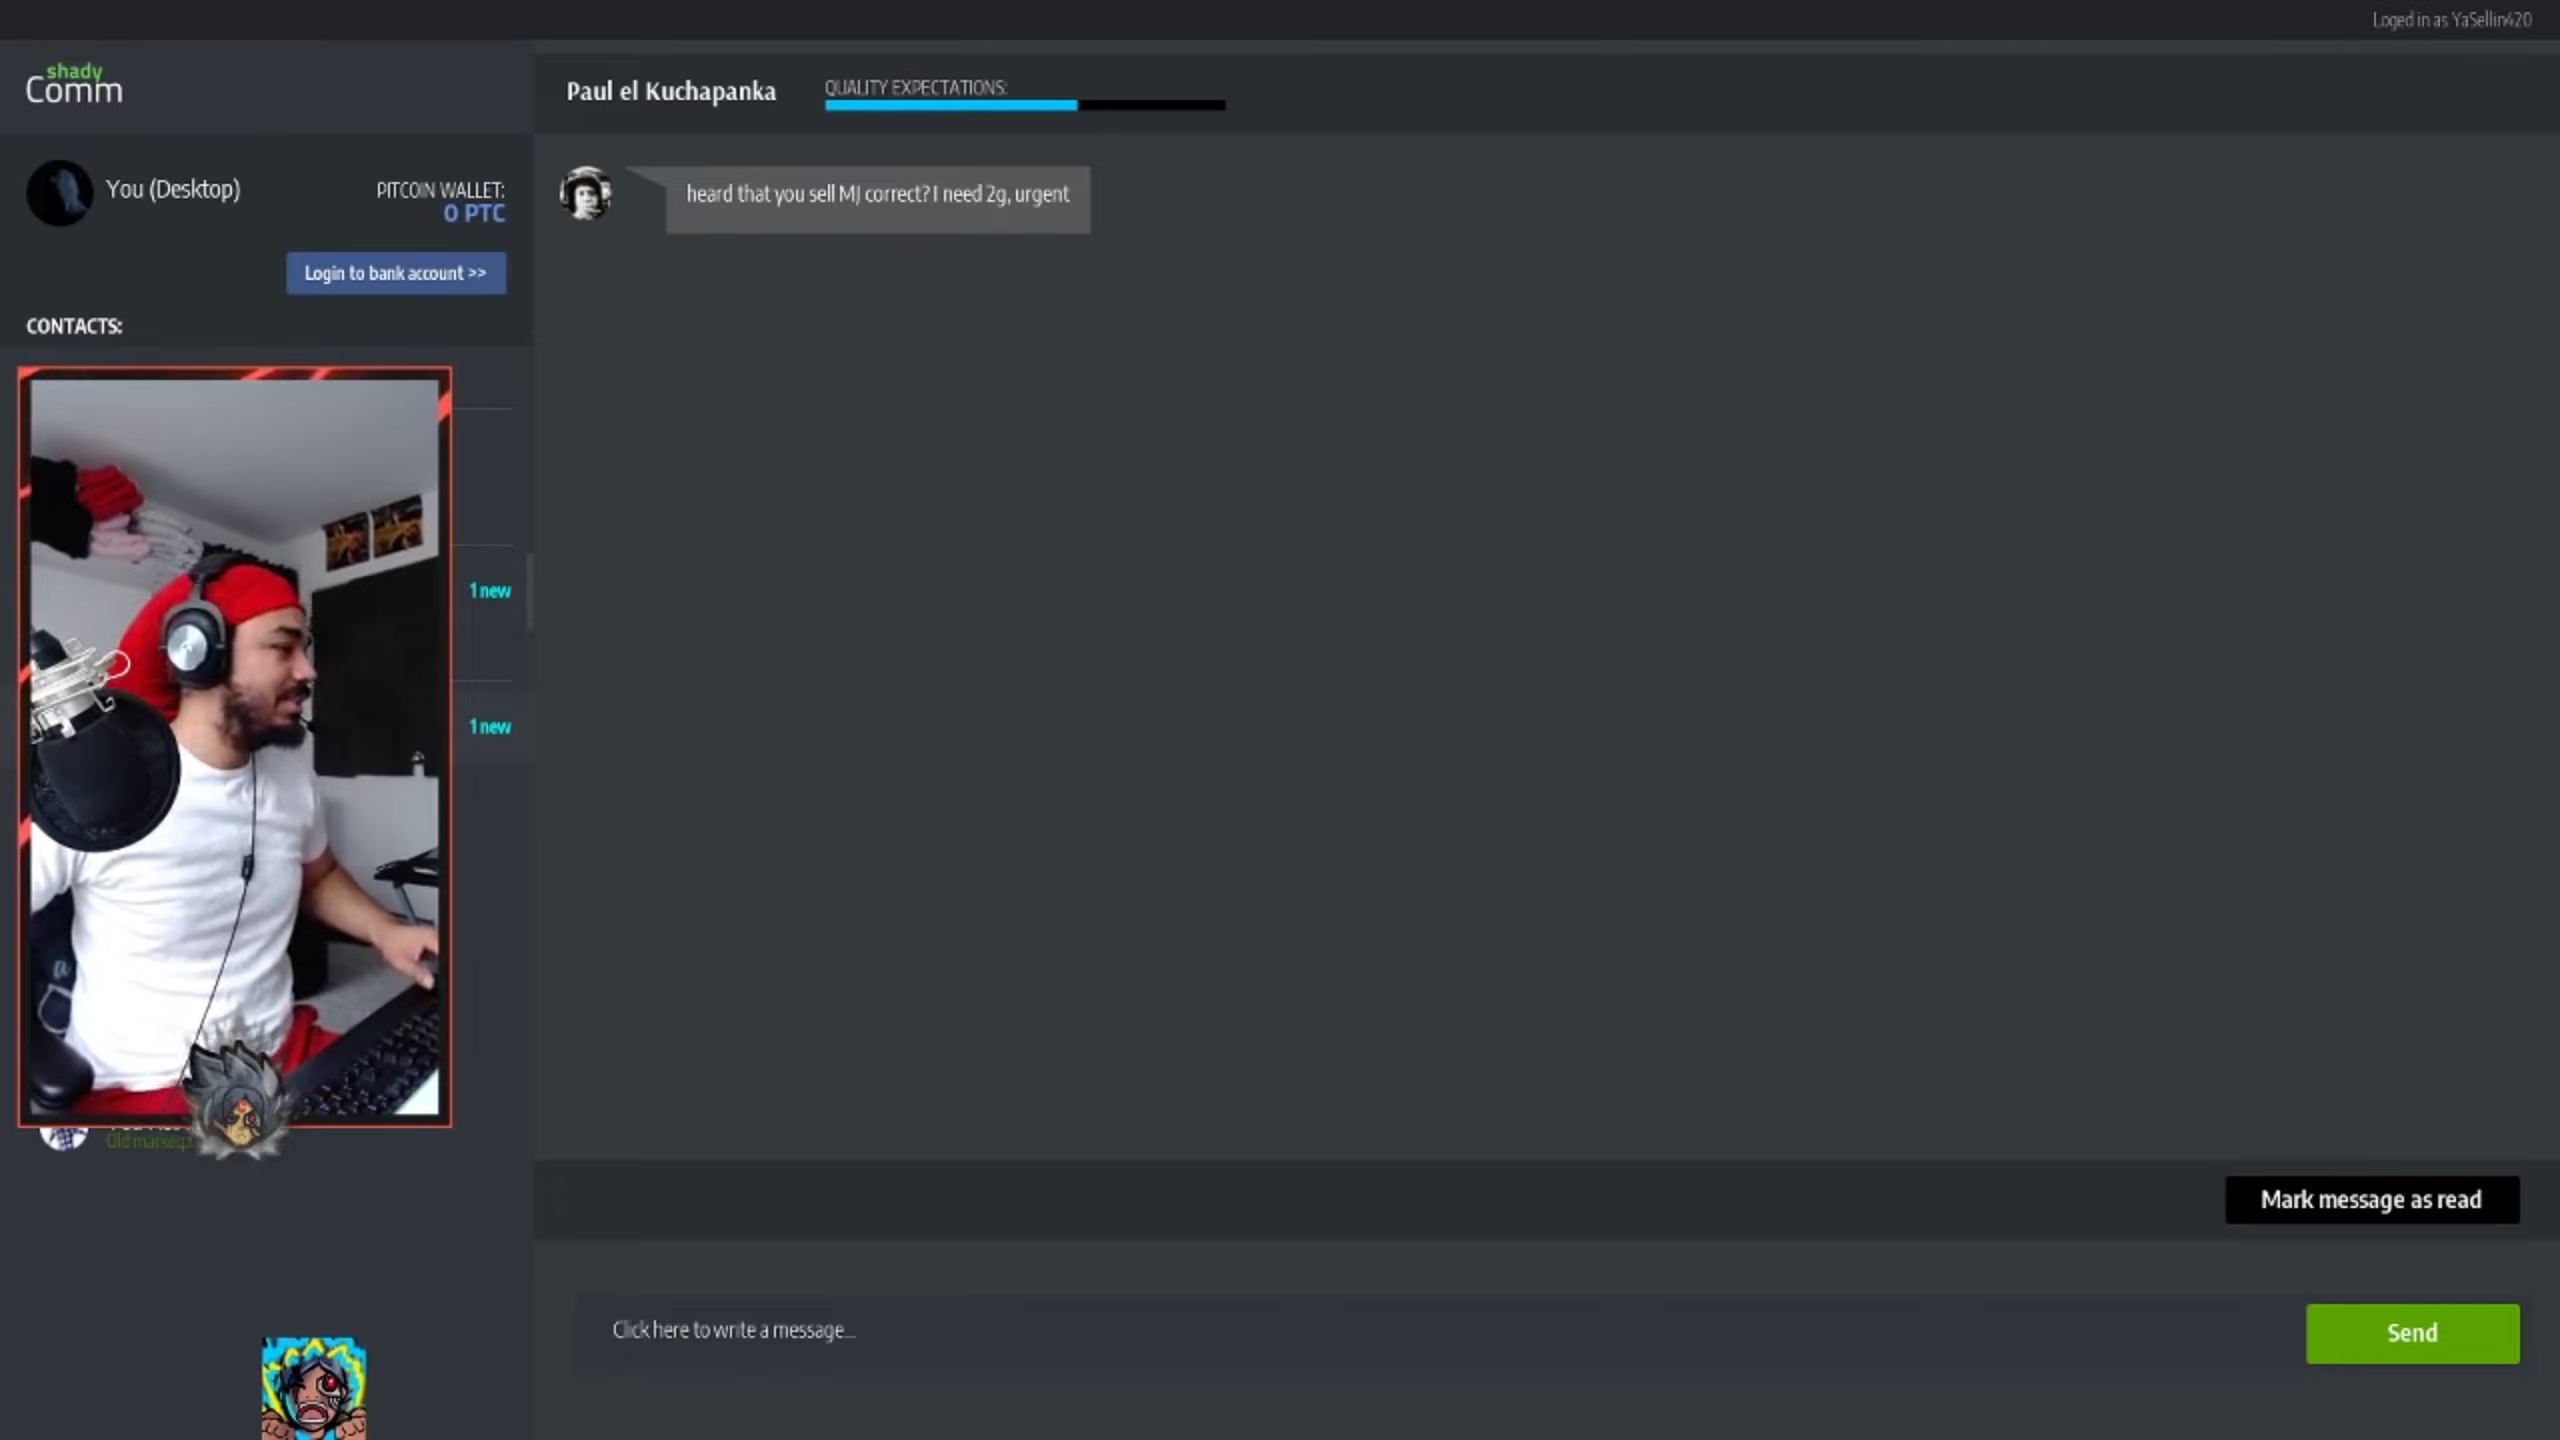 Loged in as YaSellin420
shady
Comm
Paul el Kuchapanka
QUALITY EXPECTATIONS:
You (Desktop)
PITCOIN WALLET:
0 PTC
heard that you sell MJ correct? I need 2g, urgent
Login to bank account >>
CONTACTS:
1 new
1 new
Old
Mark message as read
Click here to write a message...
Send